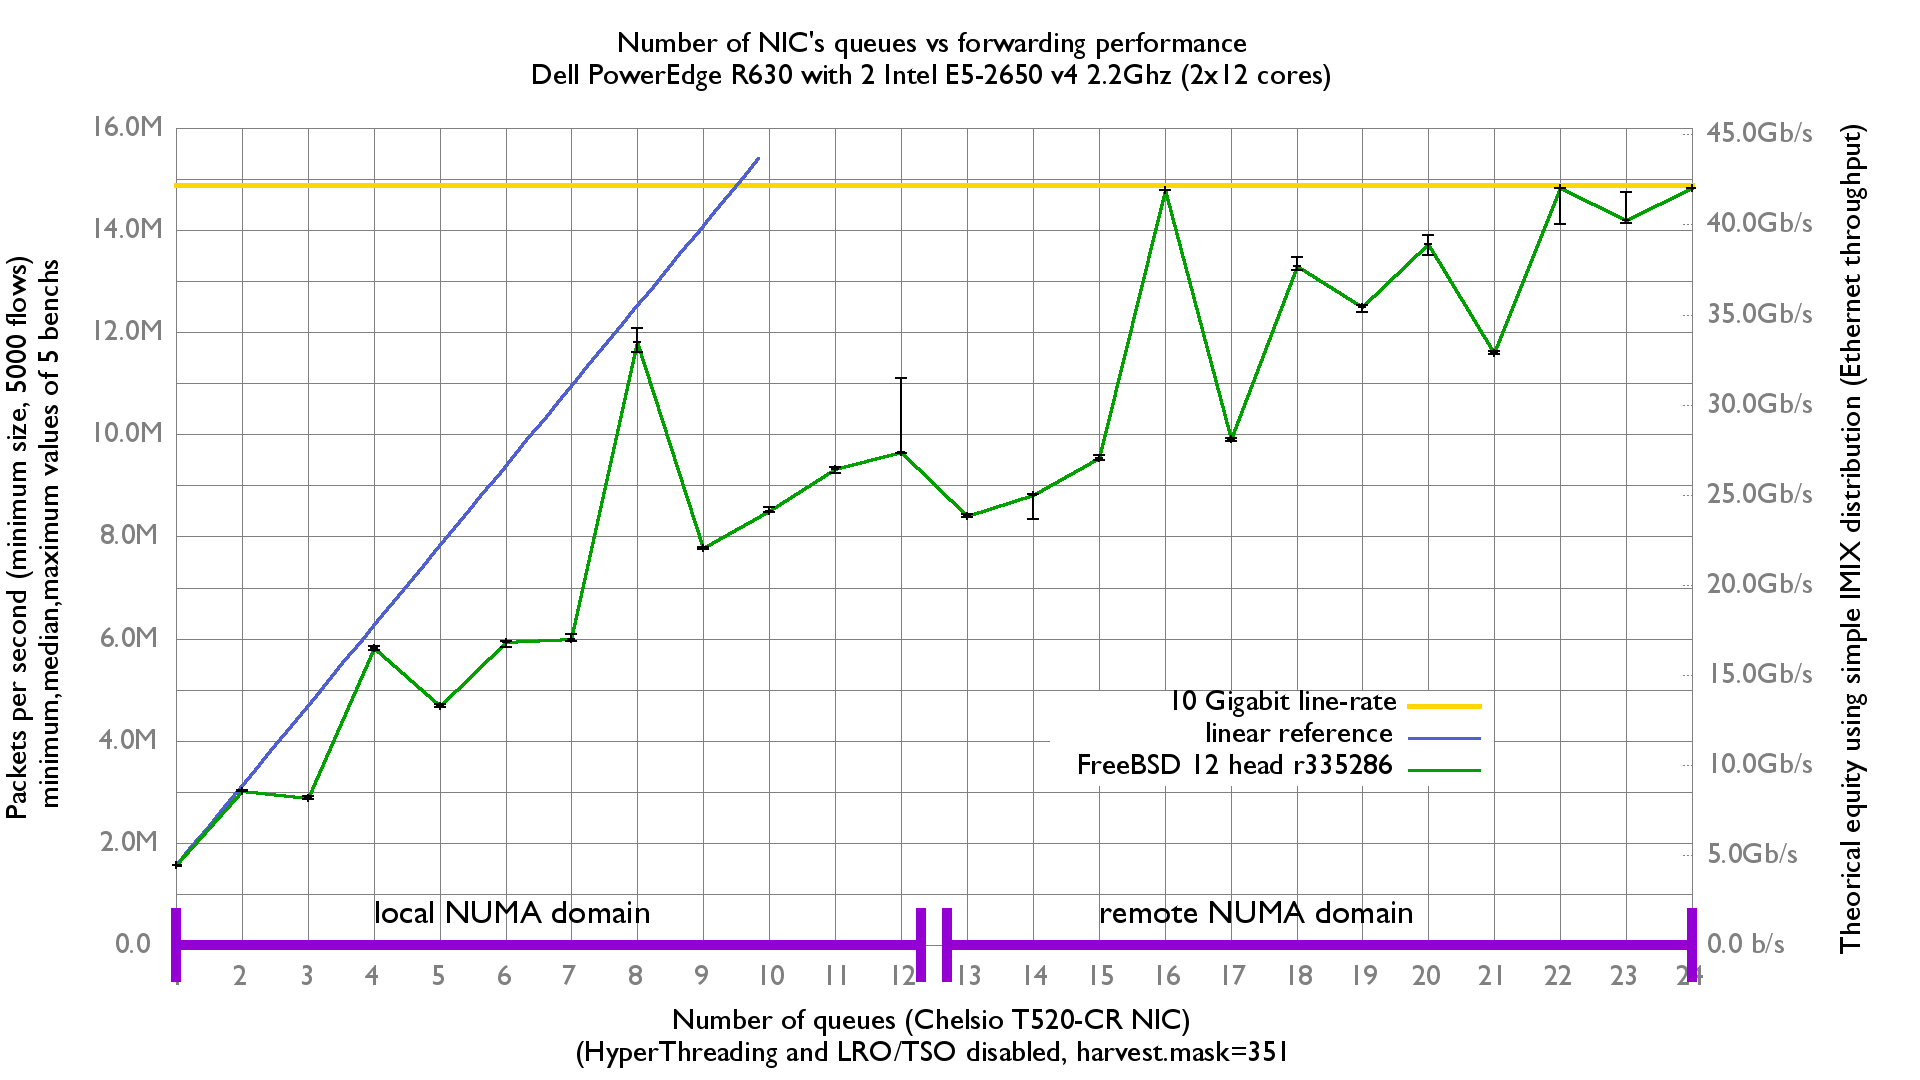 Number of NIC's queues vs forwarding performance
Dell PowerEdge R630 with 2 Intel E5-2650 v4 2.2Ghz (2x12 cores)
Packets per second (minimum size, 5000 flows)
minimum,median,maximum values of 5 benchs
16.0M
14.0M
12.0M
10.0M
8.0M
6.0M
4.0M
2.0M
0.0
45.0Gb/s
40.0Gb/s
35.0Gb/s
30.0Gb/s
25.0Gb/s
20.0Gb/s
15.0Gb/s
10.0Gb/s
5.0Gb/s
0.0 b/s
Theorical equity using simple IMIX distribution (Ethernet throughput)
10 Gigabit line-rate
linear reference
FreeBSD 12 head r335286
local NUMA domain remote NUMA domain
1 2 3 4 5 6 7 8 9 10 11 12 13 14 15 16 17 18 19 20 21 22 23 24
Number of queues (Chelsio T520-CR NIC)
(HyperThreading and LRO/TSO disabled, harvest.mask=351